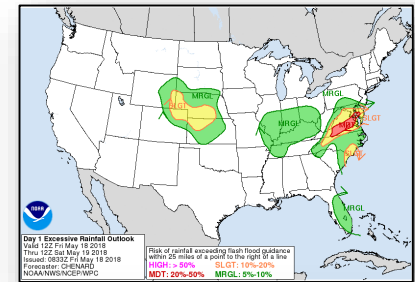 MRGL
SLGT
MRGL
MRGL
SLGT
MDT
SLGT
MRGL
NOAA
Day 1 Excessive Rainfall Outlook
Valid 12Z Fri May 18 2018
Thru 12Z Sat May 19 2018
Issued: 0833Z Fri May 18 2018
Forecaster: CHENARD
NOAA/NWS/NCEP/WPC
Risk of rainfall exceeding flash flood guidance
within 25 miles of a point to the right of a line
HIGH: > 50% SLGT: 10%-20%
MDT: 20%-50% MRGL: 5%-10%